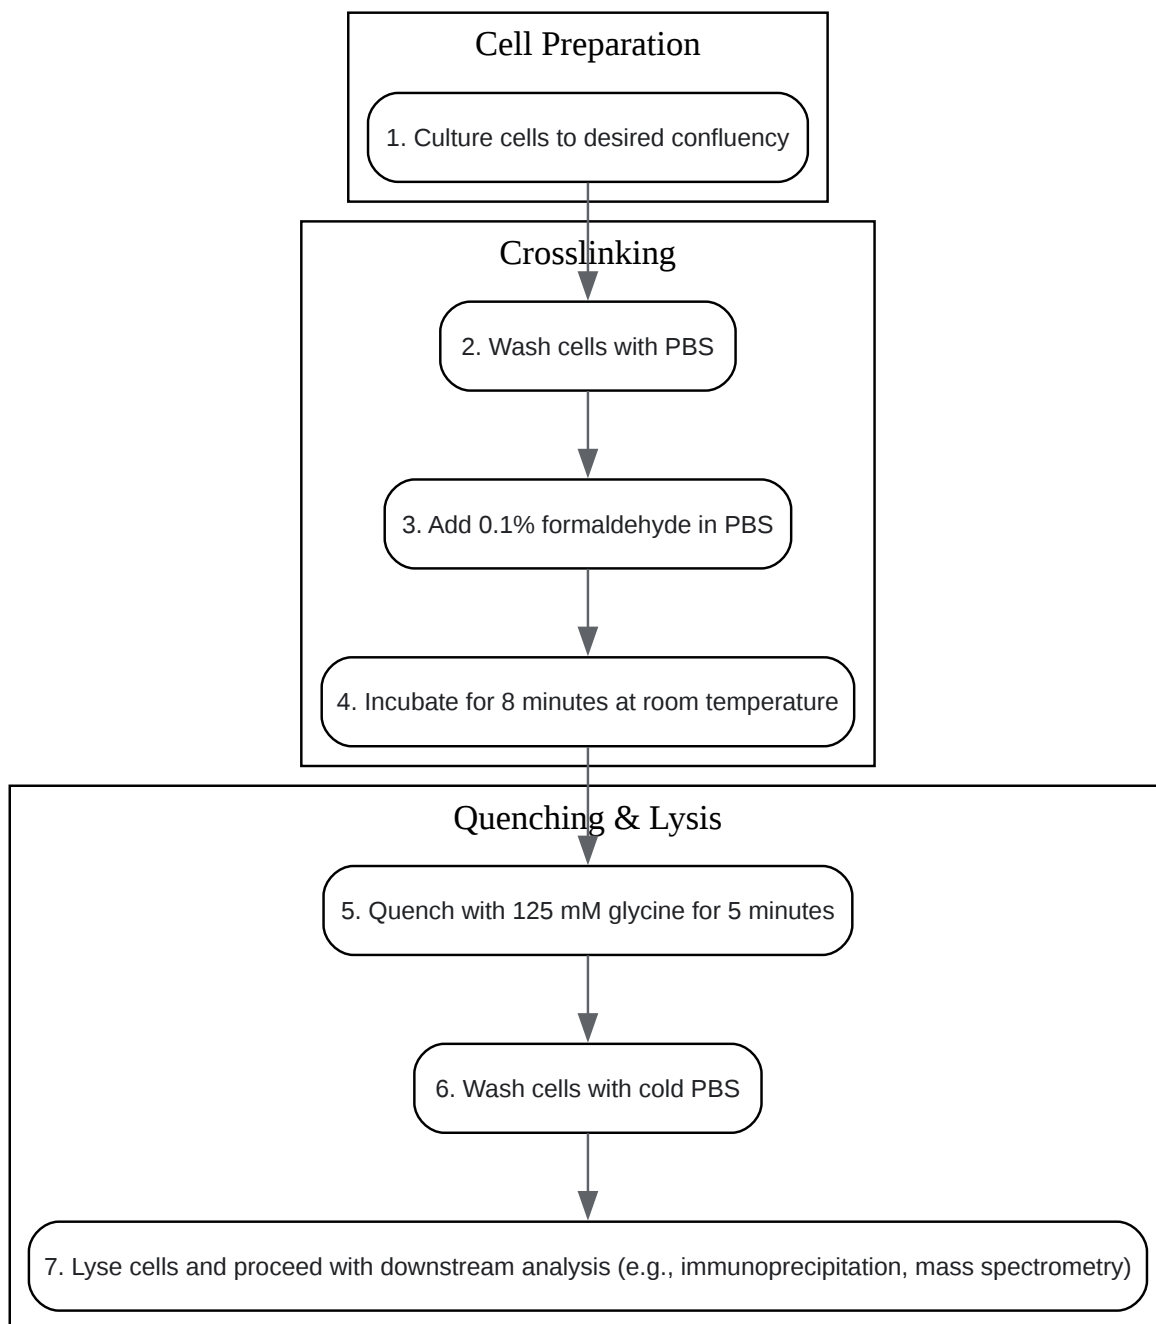 Cell Preparation
1. Culture cells to desired confluency
Crosslinking
2. Wash cells with PBS
3. Add 0.1% formaldehyde in PBS
4. Incubate for 8 minutes at room temperature
Quenching & Lysis
5. Quench with 125 mM glycine for 5 minutes
6. Wash cells with cold PBS
7. Lyse cells and proceed with downstream analysis (e.g., immunoprecipitation, mass spectrometry)